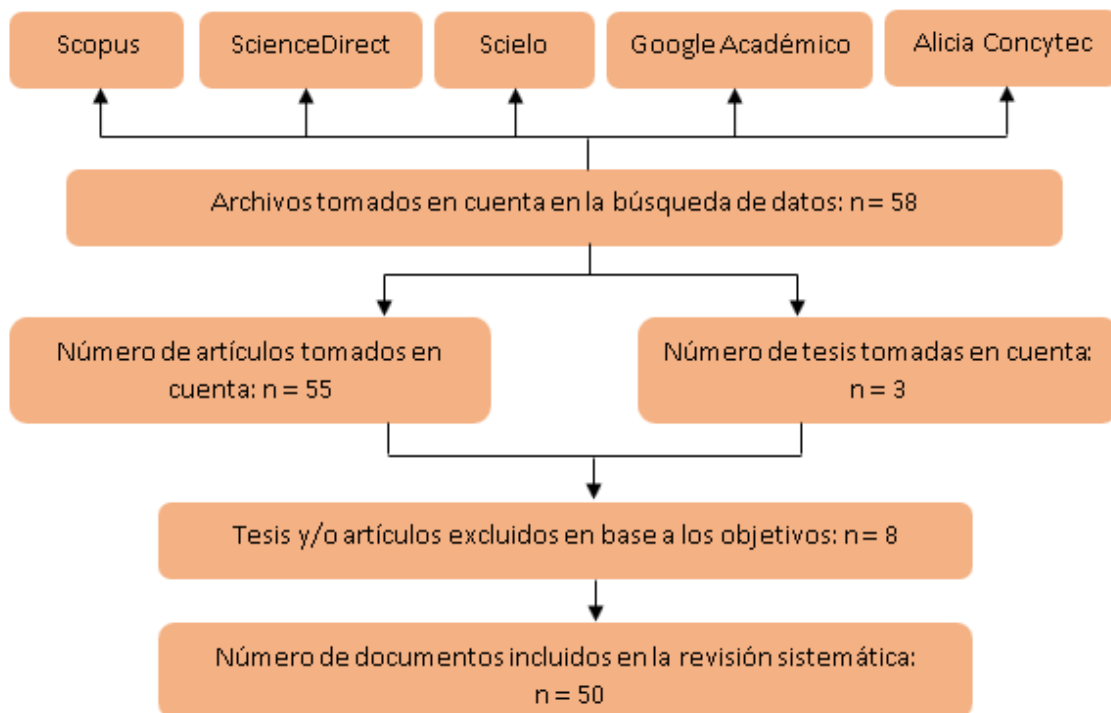 Scopus
ScienceDirect
Scielo
Google Académico
Alicia Concytec
Archivos tomados en cuenta en la búsqueda de datos: n = 58
Número de artículos tomados en
cuenta: n = 55
Número de tesis tomadas en cuenta:
n = 3
Tesis y/o artículos excluidos en base a los objetivos: n = 8
Número de documentos incluidos en la revisión sistemática:
n = 50